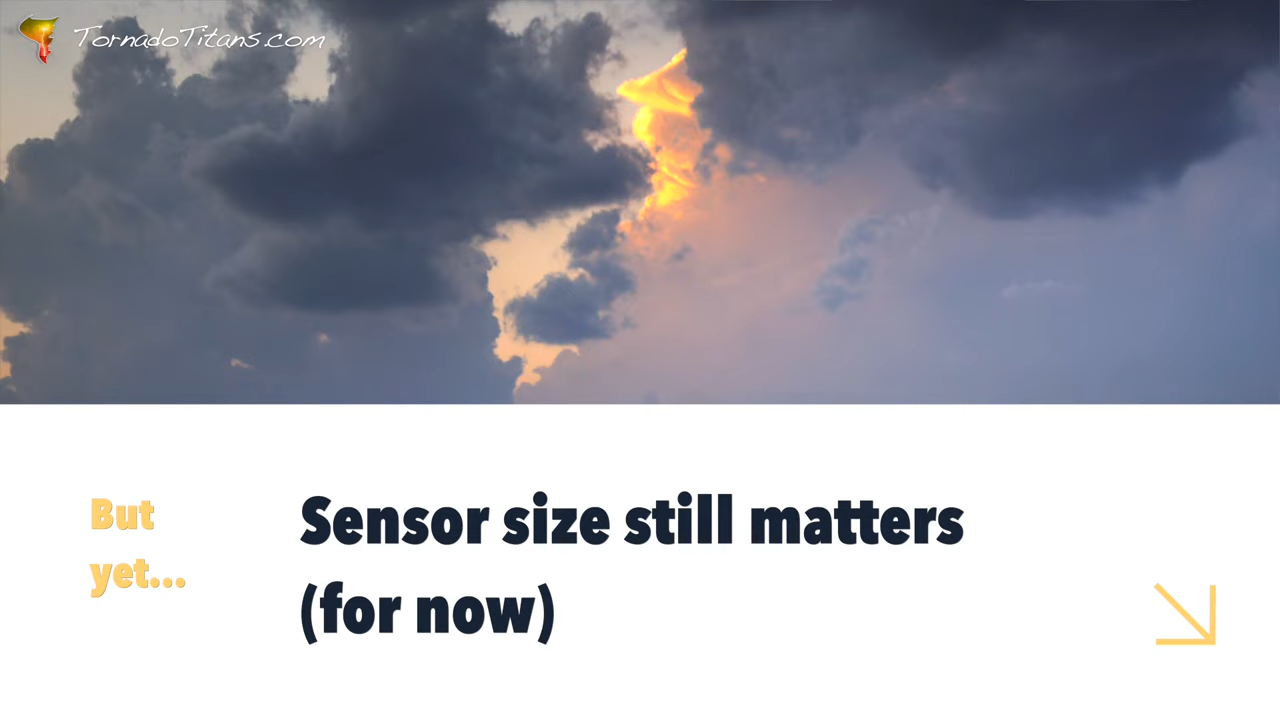 TornadoTitans.com
But
yet...
Sensor size still matters
(for now)